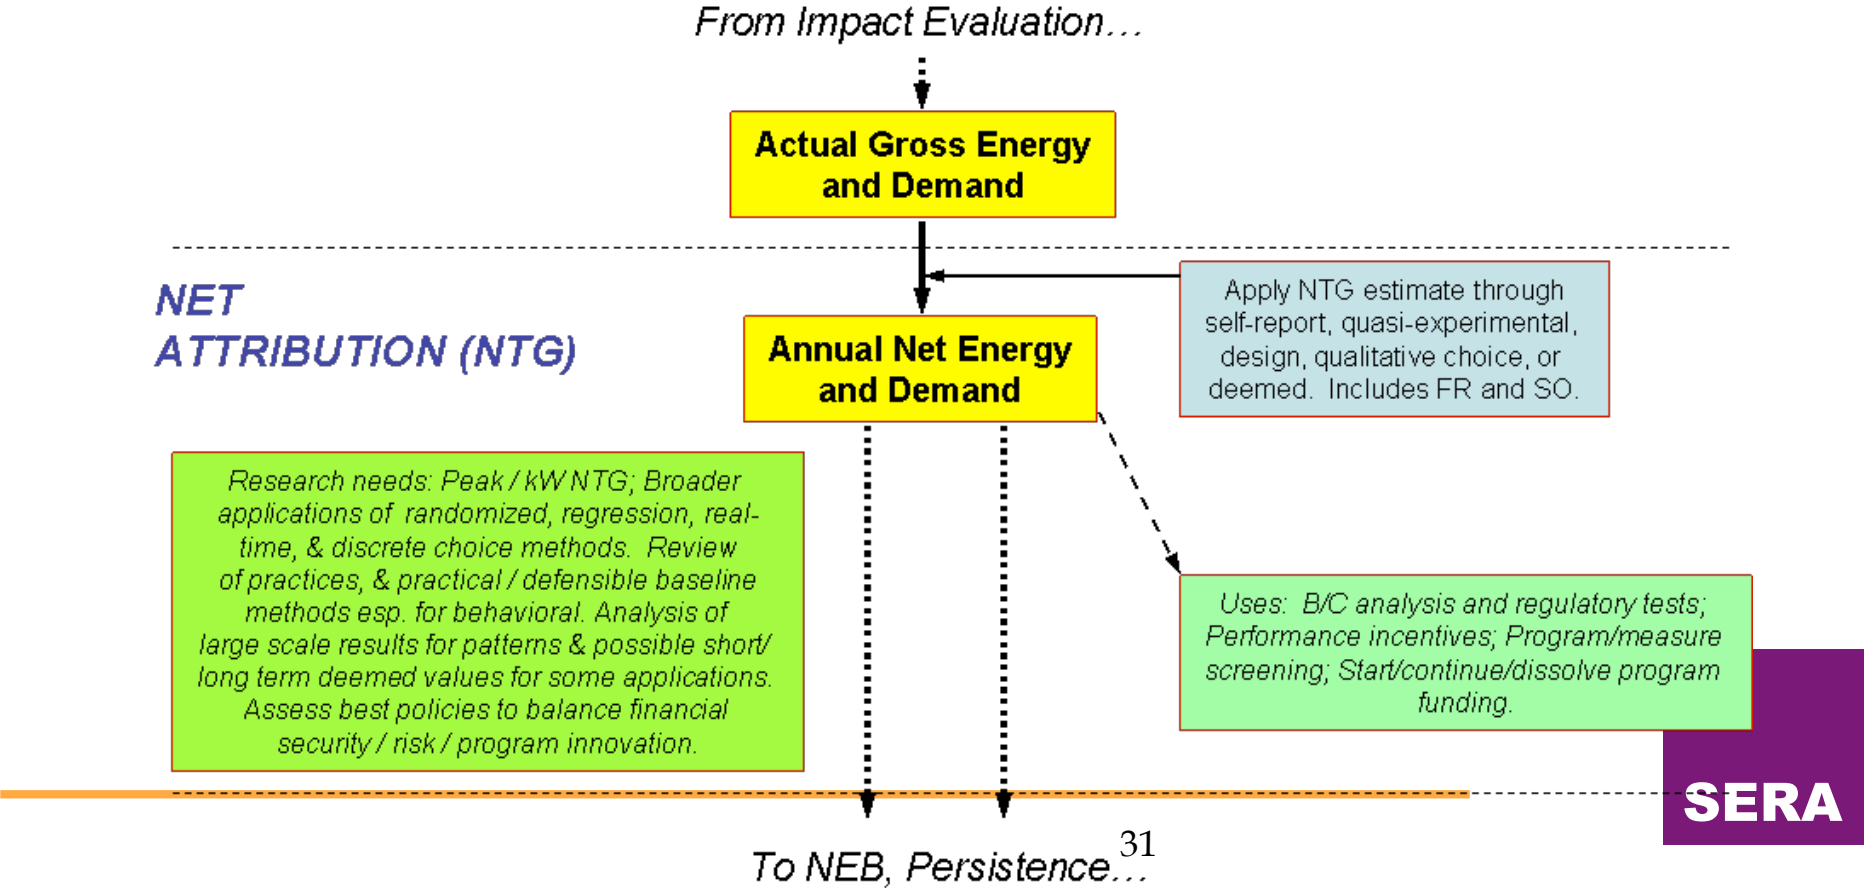 From Impact Evaluation...
Actual Gross Energy
and Demand
NET
ATTRIBUTION (NTG)
Apply NTG estimate through
self-report, quasi-experimental,
design, qualitative choice, or
deemed. Includes FR and SO.
Annual Net Energy
and Demand
Research needs: Peak / kW NTG; Broader
applications of randomized, regression, real-
time, & discrete choice methods. Review
of practices, & practical / defensible baseline
methods esp. for behavioral. Analysis of
large scale results for patterns & possible short/
long term deemed values for some applications.
Assess best policies to balance financial
security / risk / program innovation.
Uses: B/C analysis and regulatory tests;
Performance incentives; Program/measure
screening; Start/continue/dissolve program
funding.
SERA
31
To NEB, Persistence...